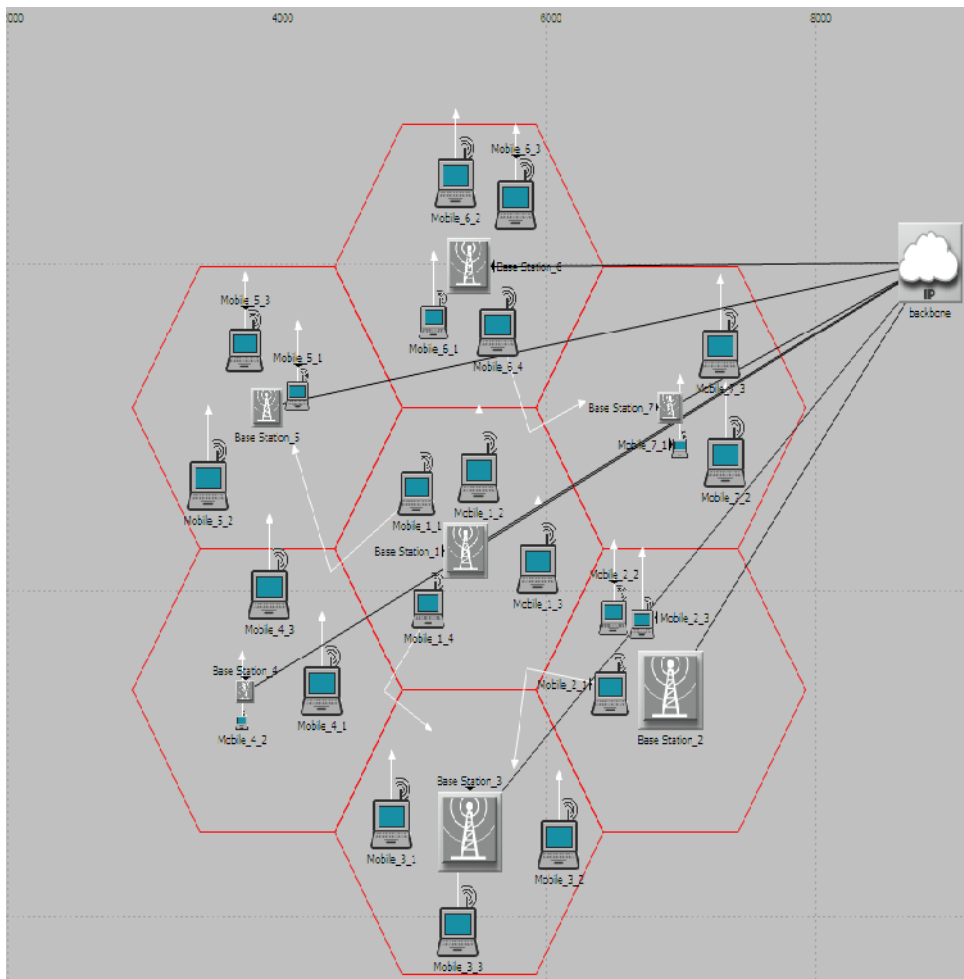 2000
4000
6000
8000
Mobile_6_3
Mobile_6_2
Base Station_6
IP
backbone
Mobile_5_3
Mobile_6_1
Mobile_6_4
Mobile_5_1
Mobile_7_3
Base Station_7
Base Station_5
Mobile_7_1
Mobile_5_2
Mobile_7_2
Mobile_1_1
Mobile_1_2
Base Station_1
Mobile_2_2
Mobile_1_3
Mobile_2_3
Mobile_4_3
Mobile_1_4
Base Station_4
Mobile_2_1
Mobile_4_1
Mobile_4_2
Base Station_2
Base Station_3
Mobile_3_1
Mobile_3_2
Mobile_3_3